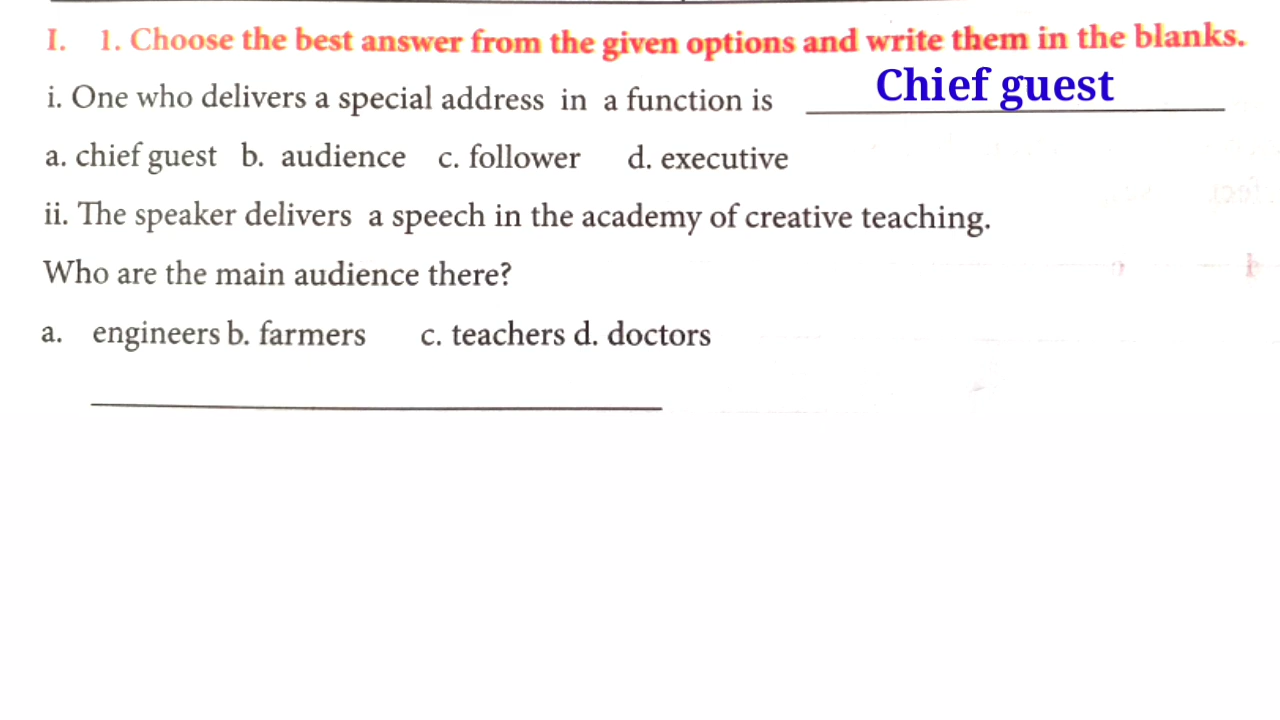 I. 1. Choose the best answer from the given options and write them in the blanks.
i. One who delivers a special address in a function is Chief guest
a. chief guest b. audience c. follower d. executive
ii. The speaker delivers a speech in the academy of creative teaching.
Who are the main audience there?
a. engineers b. farmers c. teachers d. doctors